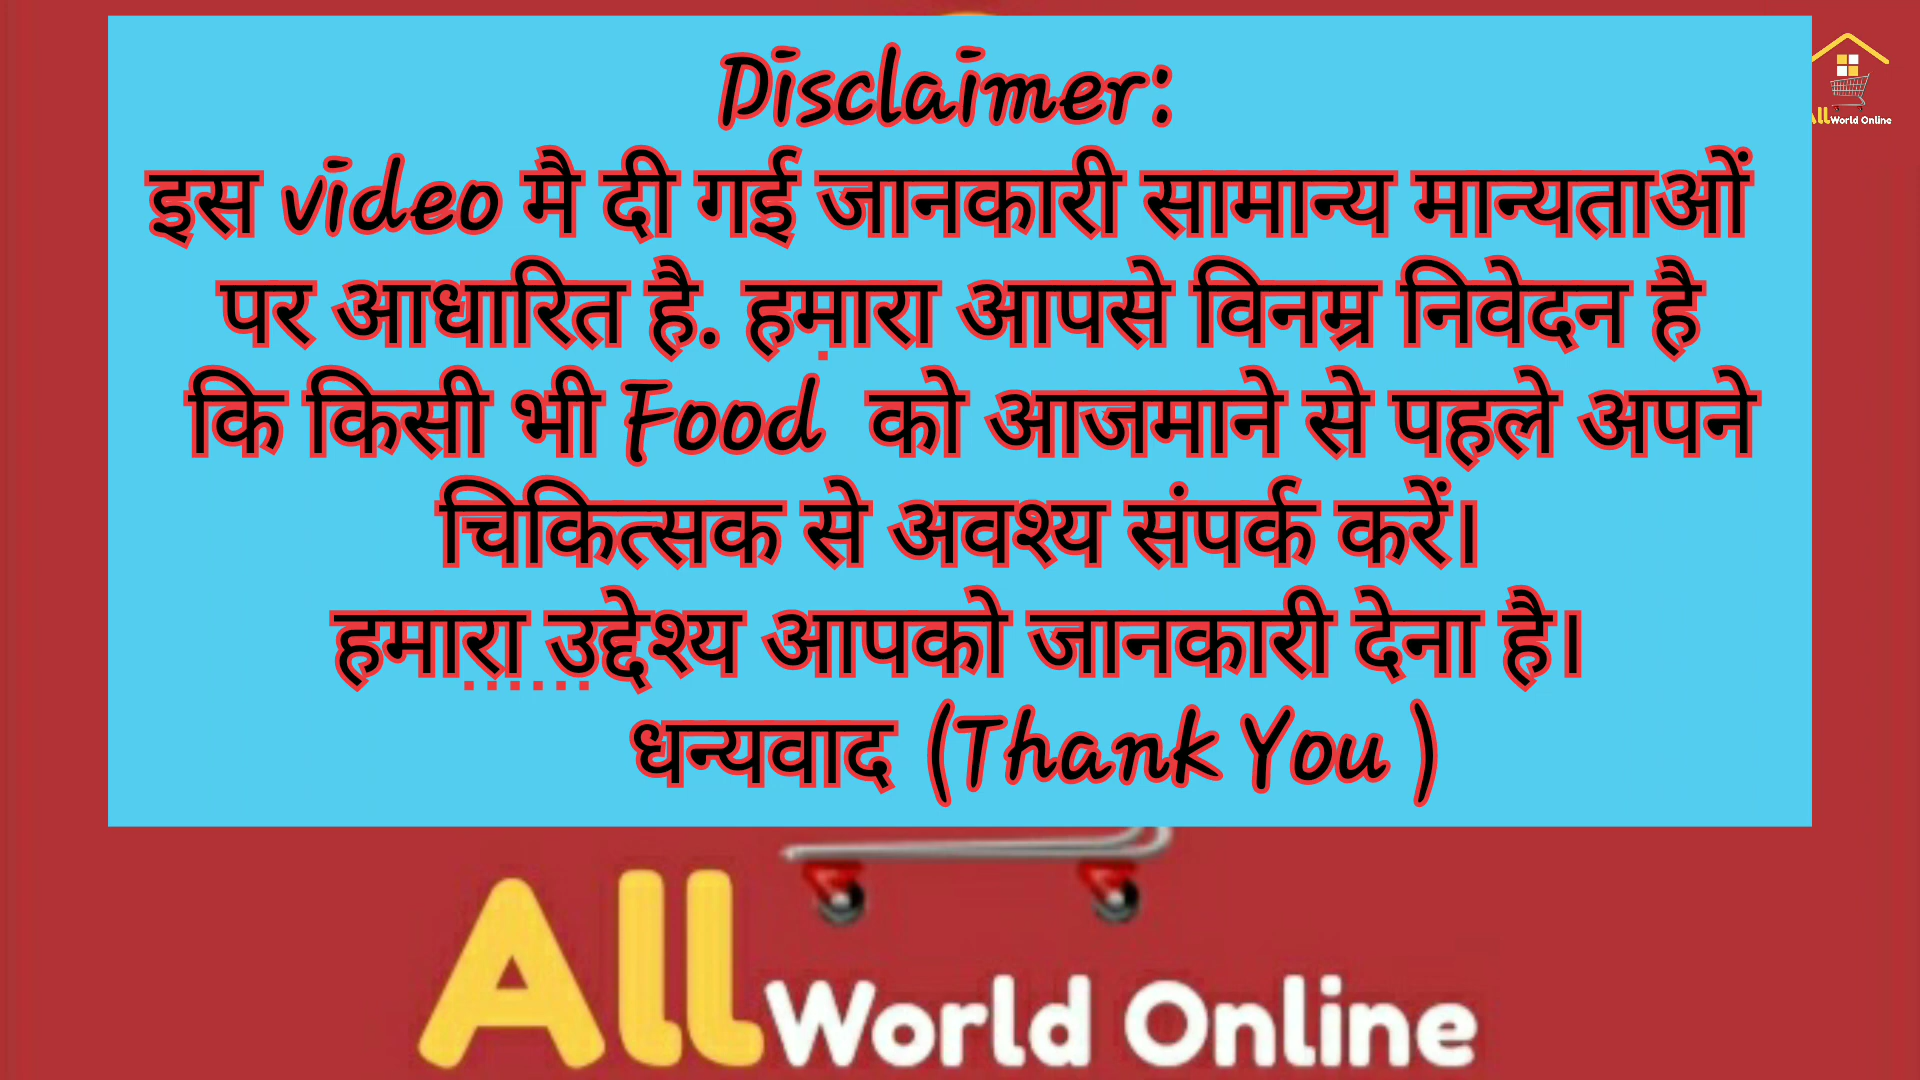 Disclaimer:
इस video मै दी गई जानकारी सामान्य मान्यताओं
पर आधारित है. हमारा आपसे विनम्र निवेदन है
कि किसी भी Food को आजमाने से पहले अपने
चिकित्सक से अवश्य संपर्क करें।
हमारा उद्देश्य आपको जानकारी देना है।
धन्यवाद (Thank You )
All World Online
All World Online